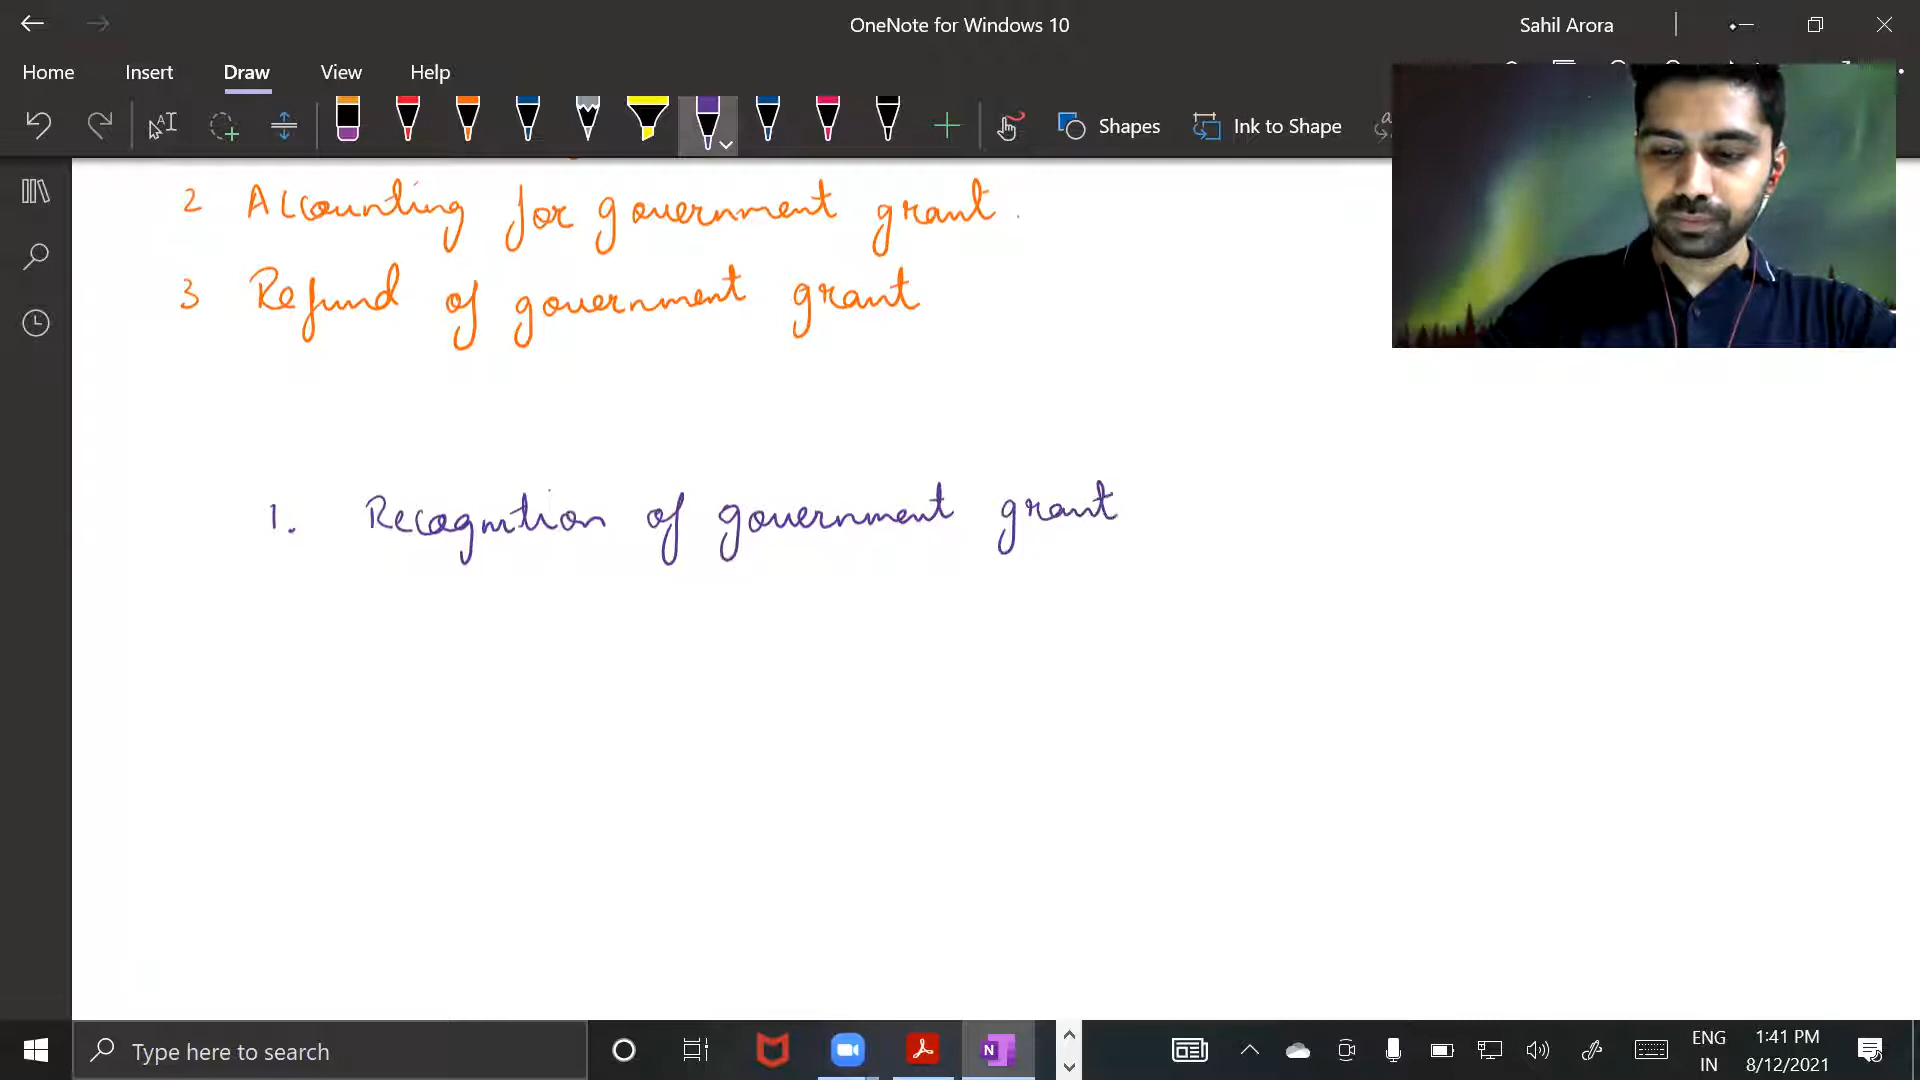 OneNote for Windows 10
Sahil Arora
Home Insert Draw View Help
Shapes
Ink to Shape
2 Accounting for government grant.
3 Refund of government grant
1. Recogntion of government grant
Type here to search
ENG
IN
1:41 PM
8/12/2021